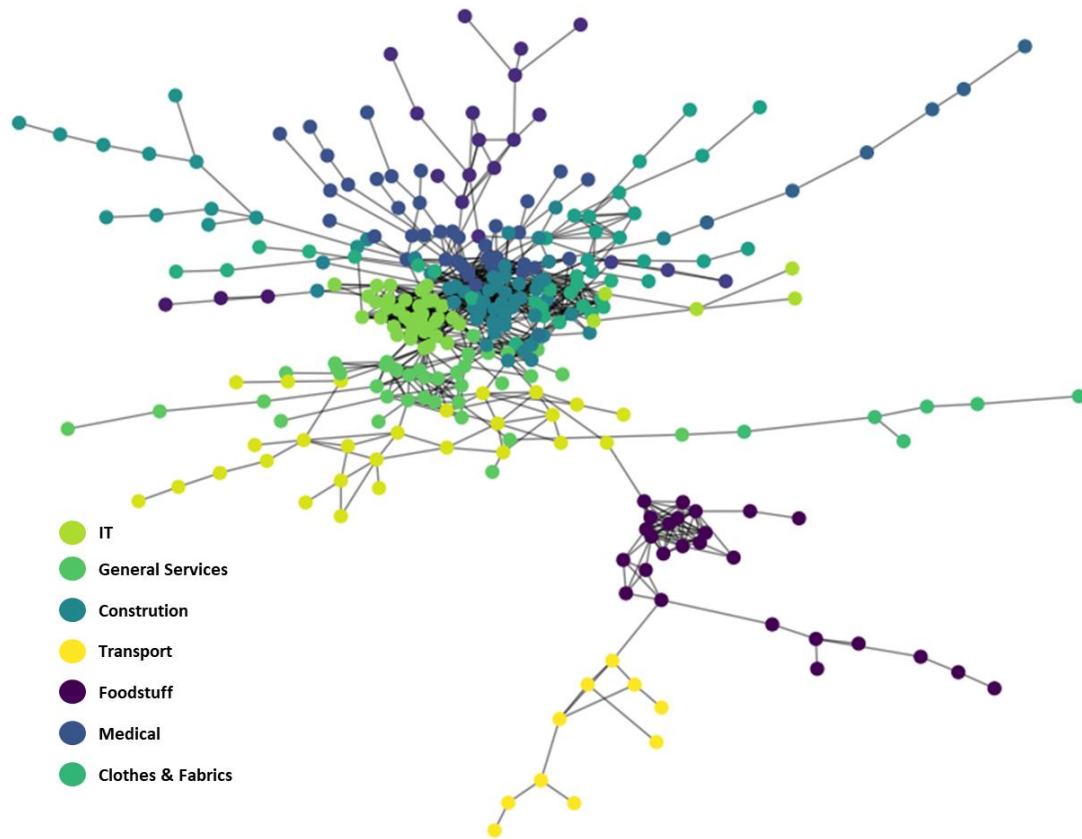 IT
General Services
Constrution
Transport
Foodstuff
Medical
Clothes & Fabrics